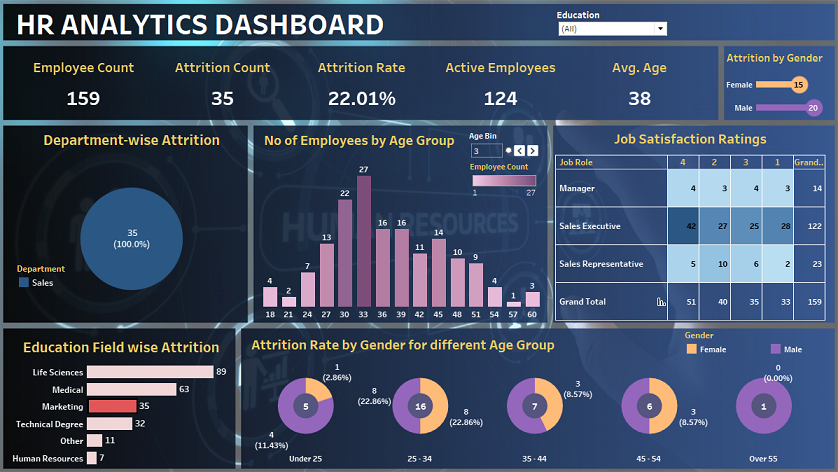 HR ANALYTICS DASHBOARD
Education
(All)
Employee Count
Attrition Count
Attrition Rate
Active Employees
Avg. Age
159
35
22.01%
124
38
Attrition by Gender
Female 15
Male 20
Department-wise Attrition
35
(100.0%)
Department
Sales
No of Employees by Age Group
Age Bin
3
Employee Count
1 27
4 2 7 13 22 27 16 16 11 14 10 9 4 1 3
18 21 24 27 30 33 36 39 42 45 48 51 54 57 60
HUMAN RESOURCES
Job Satisfaction Ratings
Job Role 4 2 3 1 Grand..
Manager 4 3 4 3 14
Sales Executive 42 27 25 28 122
Sales Representative 5 10 6 2 23
Grand Total 51 40 35 33 159
Education Field wise Attrition
Life Sciences 89
Medical 63
Marketing 35
Technical Degree 32
Other 11
Human Resources 7
Attrition Rate by Gender for different Age Group
Gender
Female
Male
1
(2.86%)
5
4
(11.43%)
Under 25
8
(22.86%)
16
8
(22.86%)
25 - 34
3
(8.57%)
7
35 - 44
6
3
(8.57%)
45 - 54
0
(0.00%)
1
Over 55